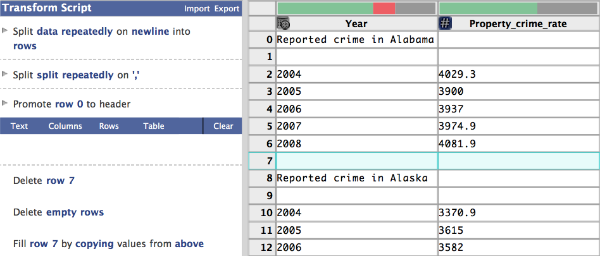 Transform Script Import Export
Split data repeatedly on newline into
rows
Split split repeatedly on ','
Promote row 0 to header
Text Columns Rows Table Clear
Delete row 7
Delete empty rows
Fill row 7 by copying values from above
# Year Property_crime_rate
0 Reported crime in Alabama
1
2 2004 4029.3
3 2005 3900
4 2006 3937
5 2007 3974.9
6 2008 4081.9
7
8 Reported crime in Alaska
9
10 2004 3370.9
11 2005 3615
12 2006 3582